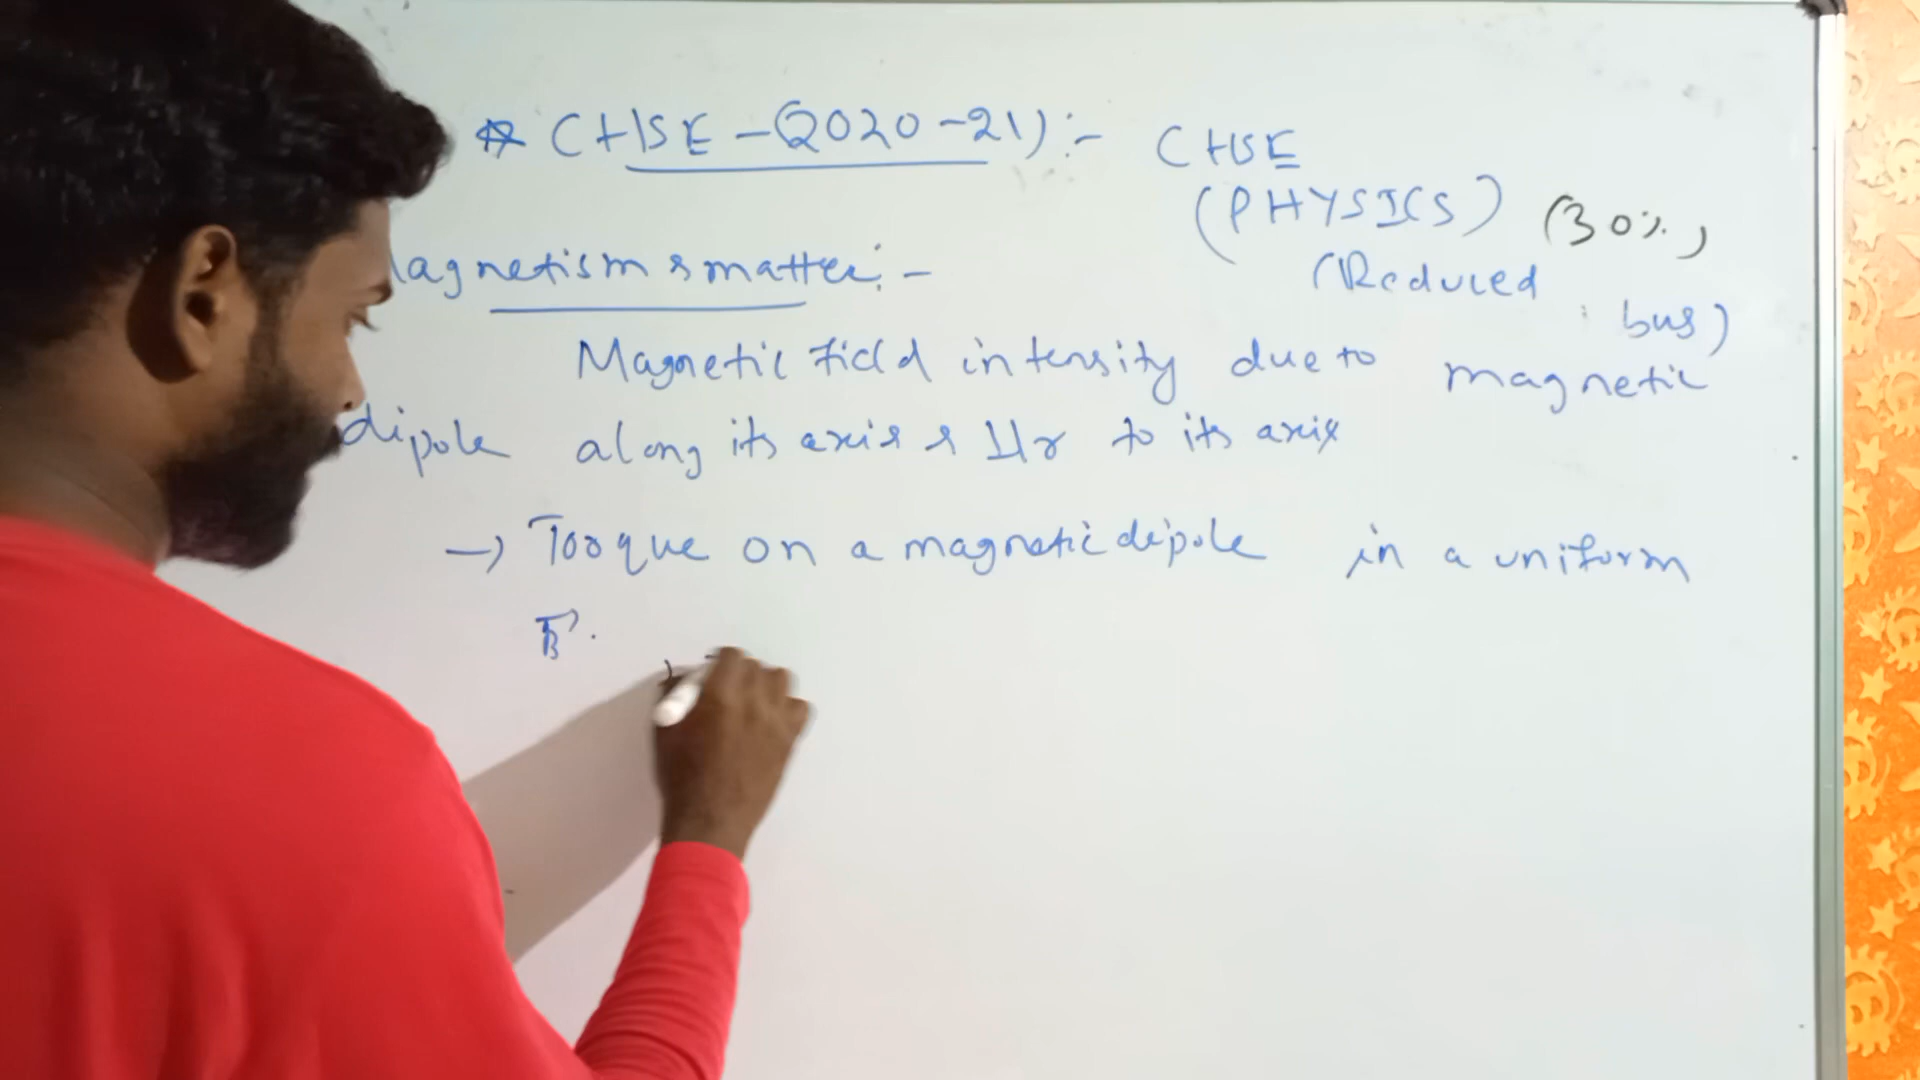 * CHSE - (2020-21) :- CHSE
(PHYSICS) (30%)
(Reduced
bus)
agnetism & matter :-
Magnetic field intensity due to magnetic
dipole along its axis & ⊥r to its axis
→ Torque on a magnetic dipole in a uniform
B.